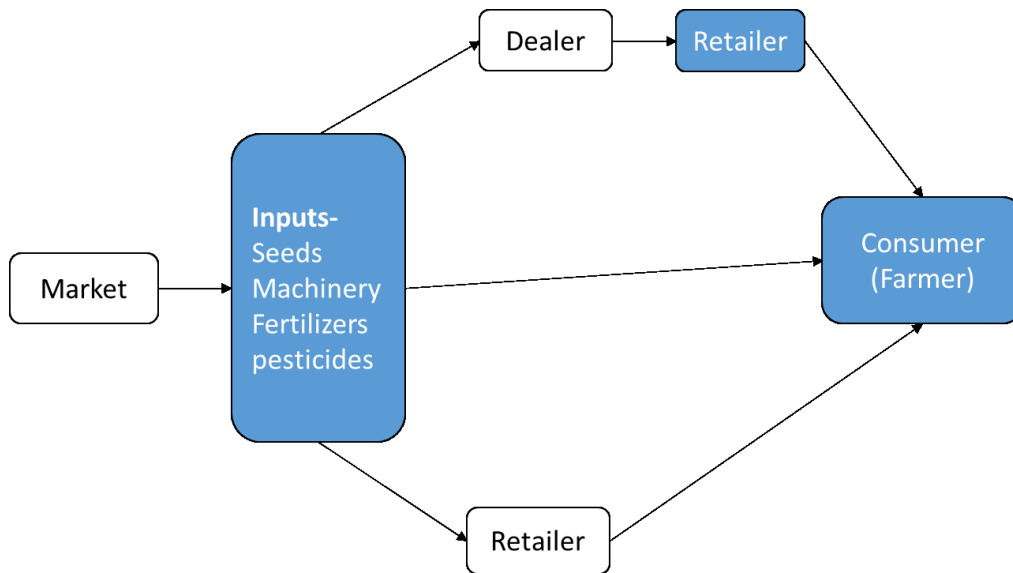 Dealer
Retailer
Inputs-
Seeds
Machinery
Fertilizers
pesticides
Market
Consumer
(Farmer)
Retailer